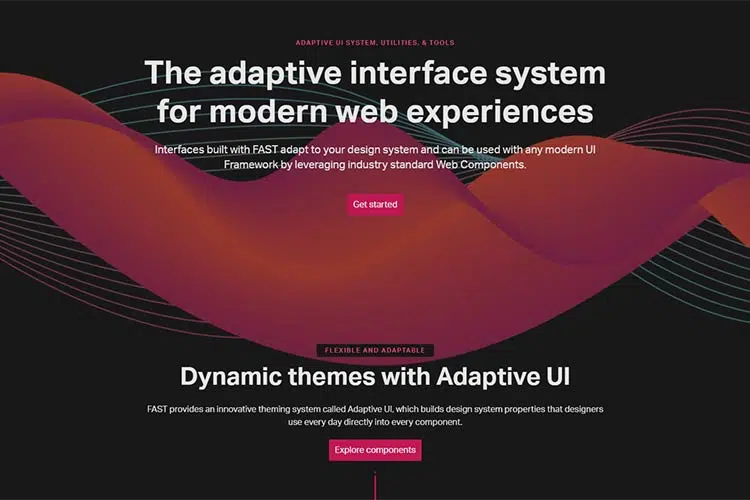 ADAPTIVE UI SYSTEM, UTILITIES, & TOOLS
The adaptive interface system
for modern web experiences
Interfaces built with FAST adapt to your design system and can be used with any modern UI
Framework by leveraging industry standard Web Components.
Get started
FLEXIBLE AND ADAPTABLE
Dynamic themes with Adaptive UI
FAST provides an innovative theming system called Adaptive UI, which builds design system properties that designers
use every day directly into every component.
Explore components